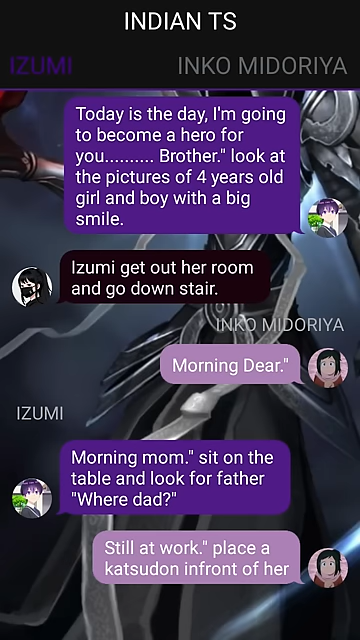 INDIAN TS
IZUMI
INKO MIDORIYA
Today is the day, I'm going
to become a hero for
you.......... Brother." look at
the pictures of 4 years old
girl and boy with a big
smile.
Izumi get out her room
and go down stair.
INKO MIDORIYA
Morning Dear."
IZUMI
Morning mom." sit on the
table and look for father
"Where dad?"
Still at work." place a
katsudon infront of her